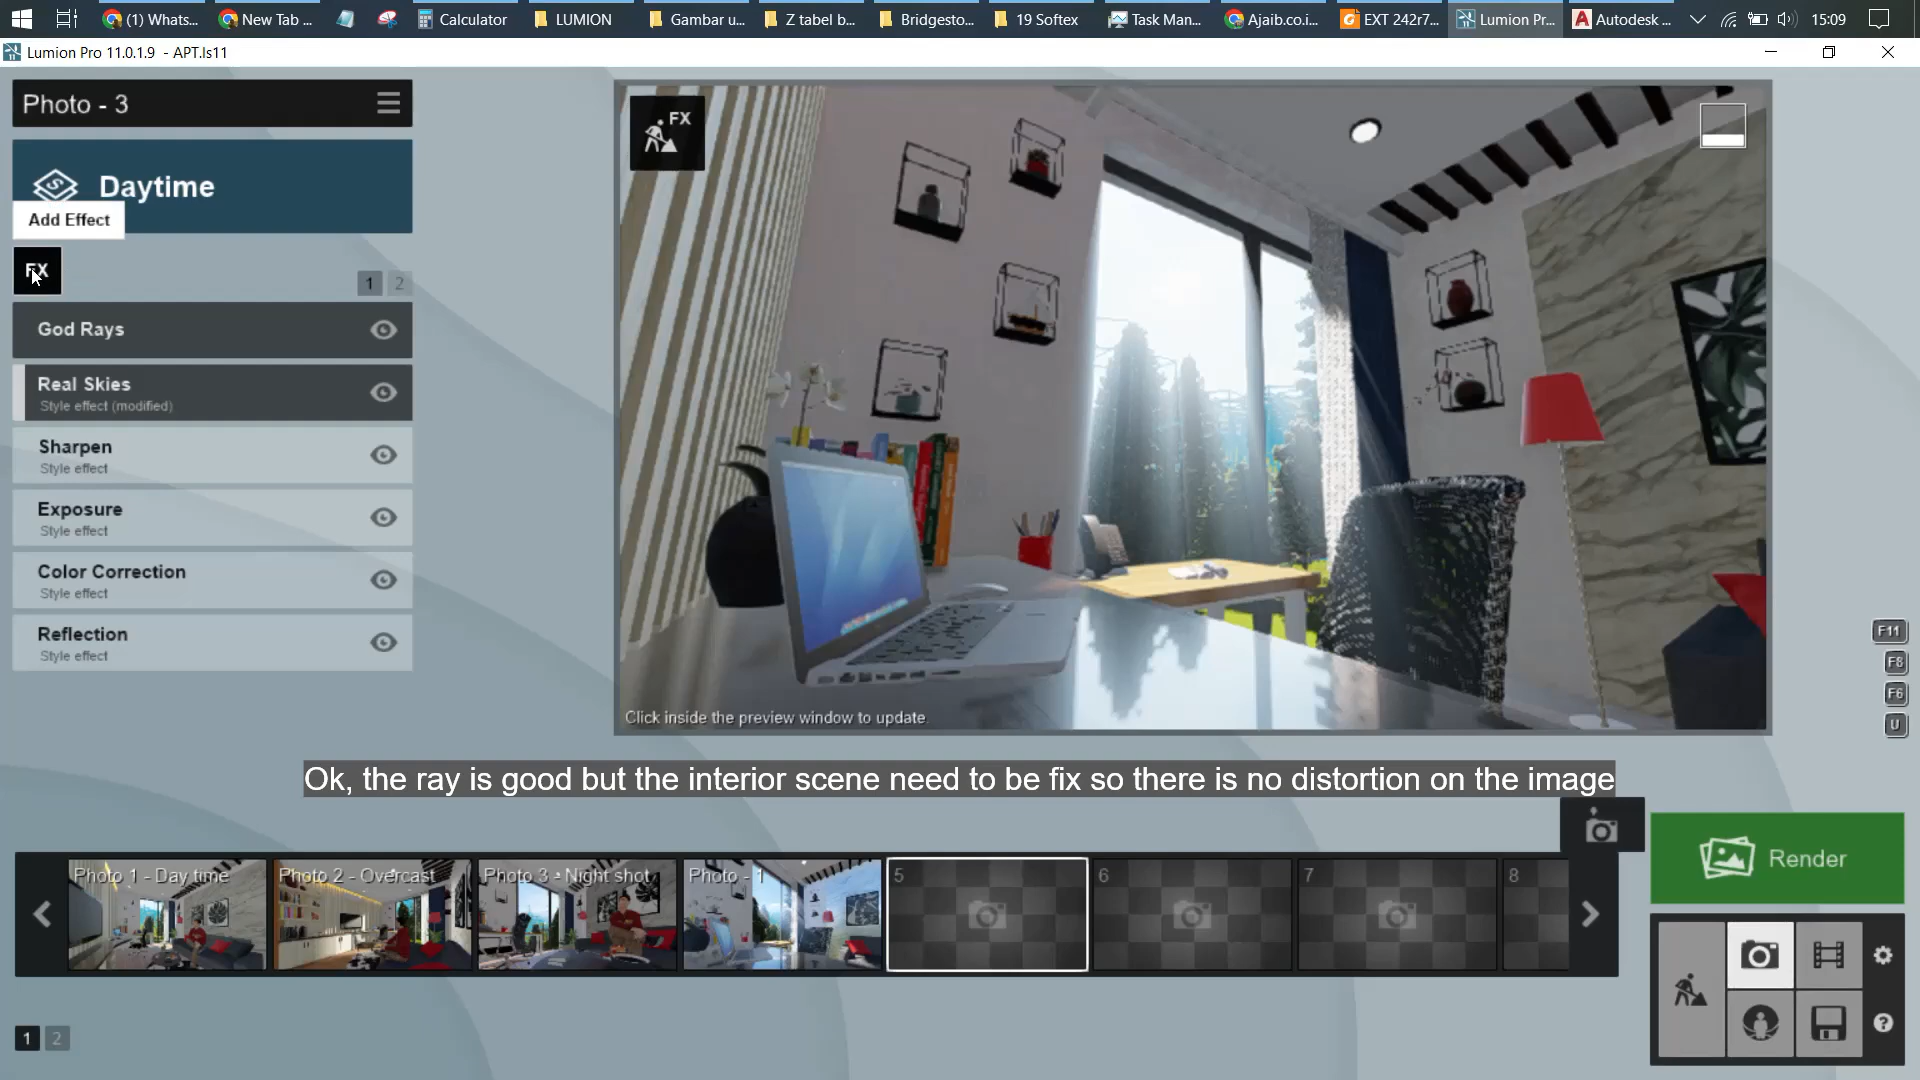 (1) Whats...
New Tab ...
Calculator
LUMION
Gambar u...
Z tabel b...
Bridgesto...
19 Softex
Task Man...
Ajaib.co.i...
EXT 242r7...
Lumion Pr...
Autodesk ...
15:09
Lumion Pro 11.0.1.9 - APT.ls11
Photo - 3
Daytime
Add Effect
FX
1 2
God Rays
Real Skies
Style effect (modified)
Sharpen
Style effect
Exposure
Style effect
Color Correction
Style effect
Reflection
Style effect
FX
Click inside the preview window to update.
F11
F8
F6
U
Ok, the ray is good but the interior scene need to be fix so there is no distortion on the image
Photo 1 - Day time
Photo 2 - Overcast
Photo 3 - Night shot
Photo - 1
5
6
7
8
Render
1 2